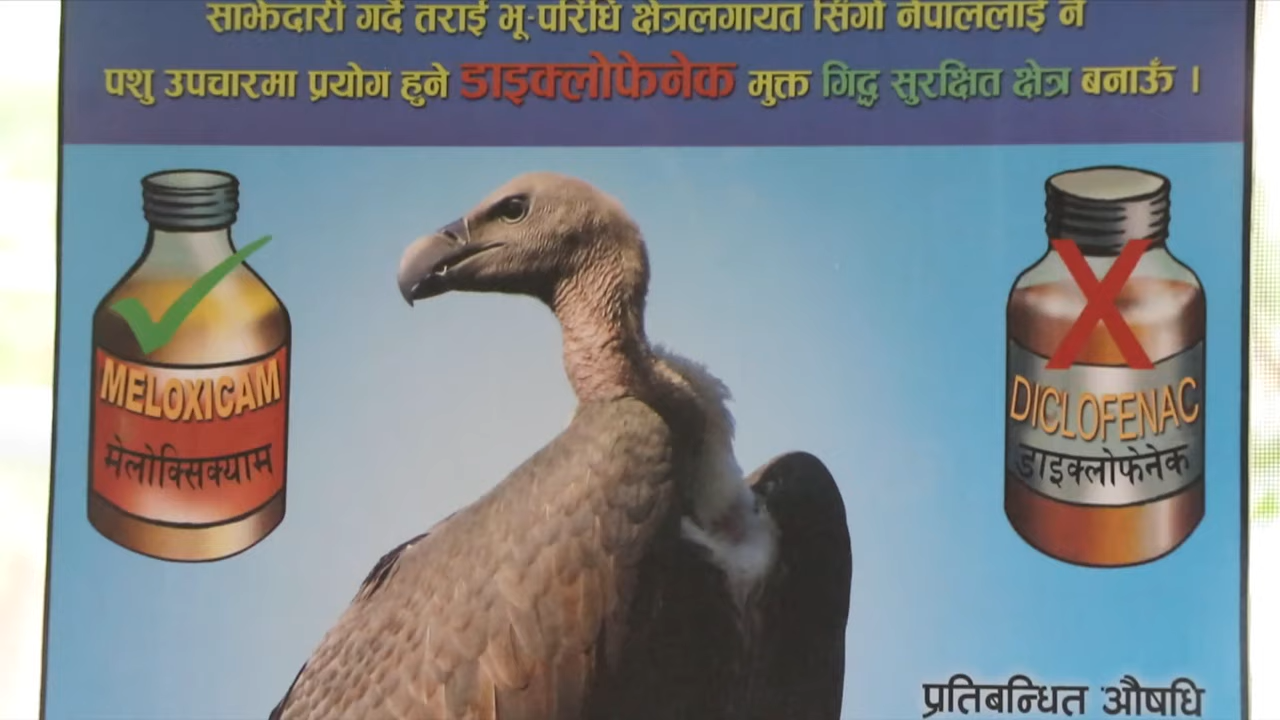 साझेदारी गर्दै तराई भू-परिधि क्षेत्रलगायत सिंगो नेपाललाई नै
पशु उपचारमा प्रयोग हुने डाइक्लोफेनेक मुक्त गिद्ध सुरक्षित क्षेत्र बनाऊँ ।
MELOXICAM
मेलोक्सिक्याम
DICLOFENAC
डाइक्लोफेनेक
प्रतिबन्धित औषधि